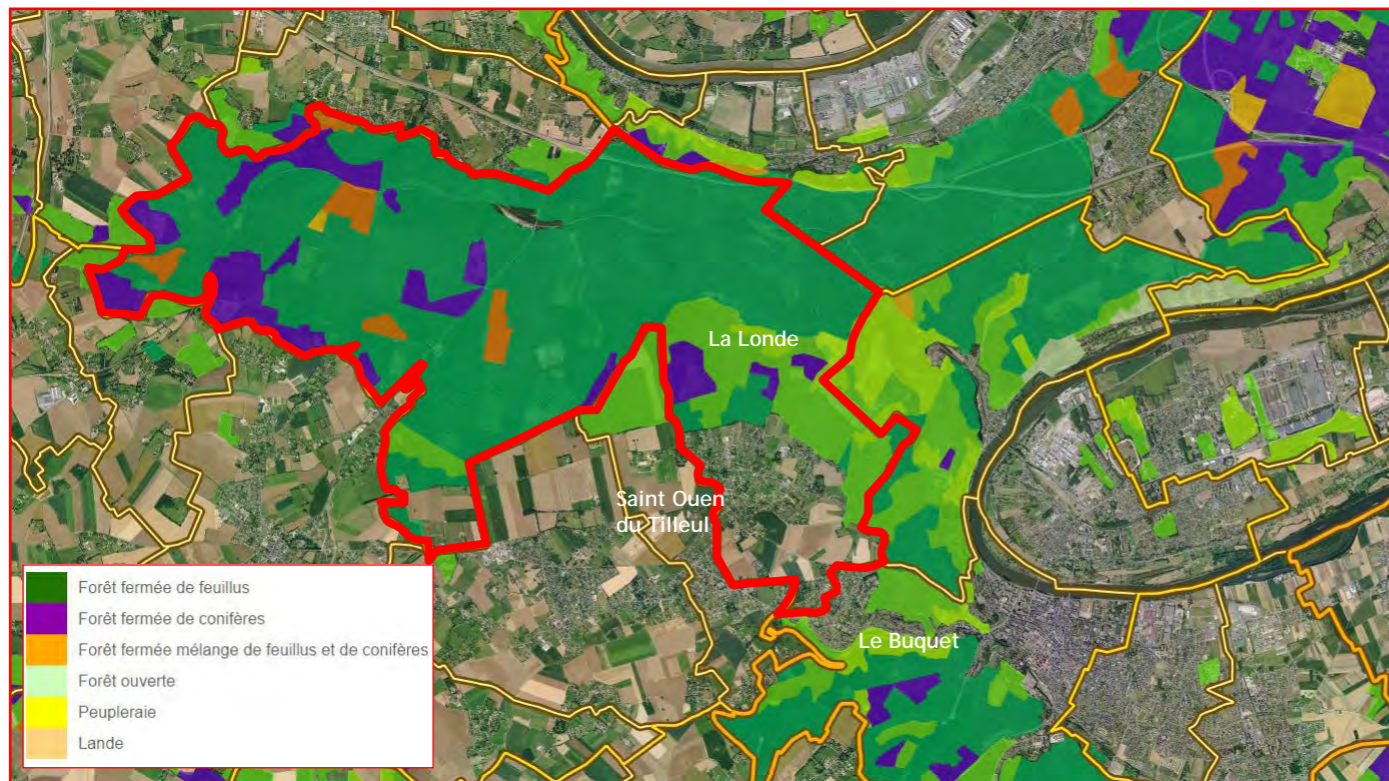 La Londe
Saint Ouen
du Tilleul
Le Buquet
Forêt fermée de feuillus
Forêt fermée de conifères
Forêt fermée mélange de feuillus et de conifères
Forêt ouverte
Peupleraie
Lande